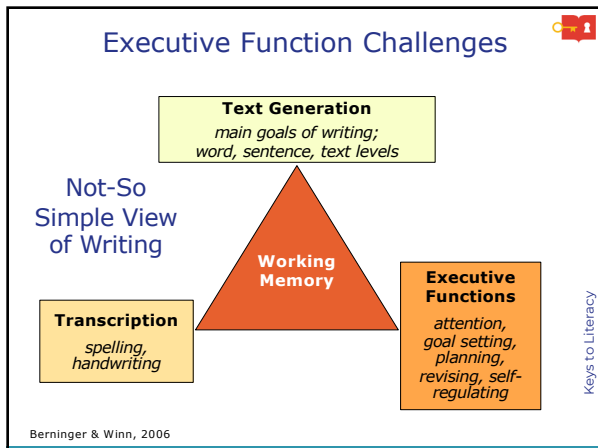 Executive Function Challenges
Text Generation
main goals of writing;
word, sentence, text levels
Not-So
Simple View
of Writing
Working
Memory
Transcription
spelling,
handwriting
Executive
Functions
attention,
goal setting,
planning,
revising, self-
regulating
Keys to Literacy
Berninger & Winn, 2006